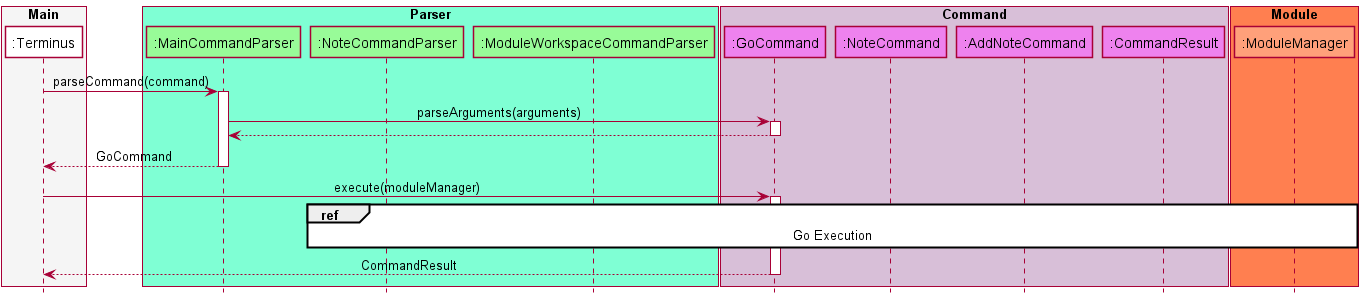 Main
Parser
Command
Module
:Terminus
:MainCommandParser
:NoteCommandParser
:ModuleWorkspaceCommandParser
:GoCommand
:NoteCommand
:AddNoteCommand
:CommandResult
:ModuleManager
parseCommand(command)
parseArguments(arguments)
GoCommand
execute(moduleManager)
ref
Go Execution
CommandResult